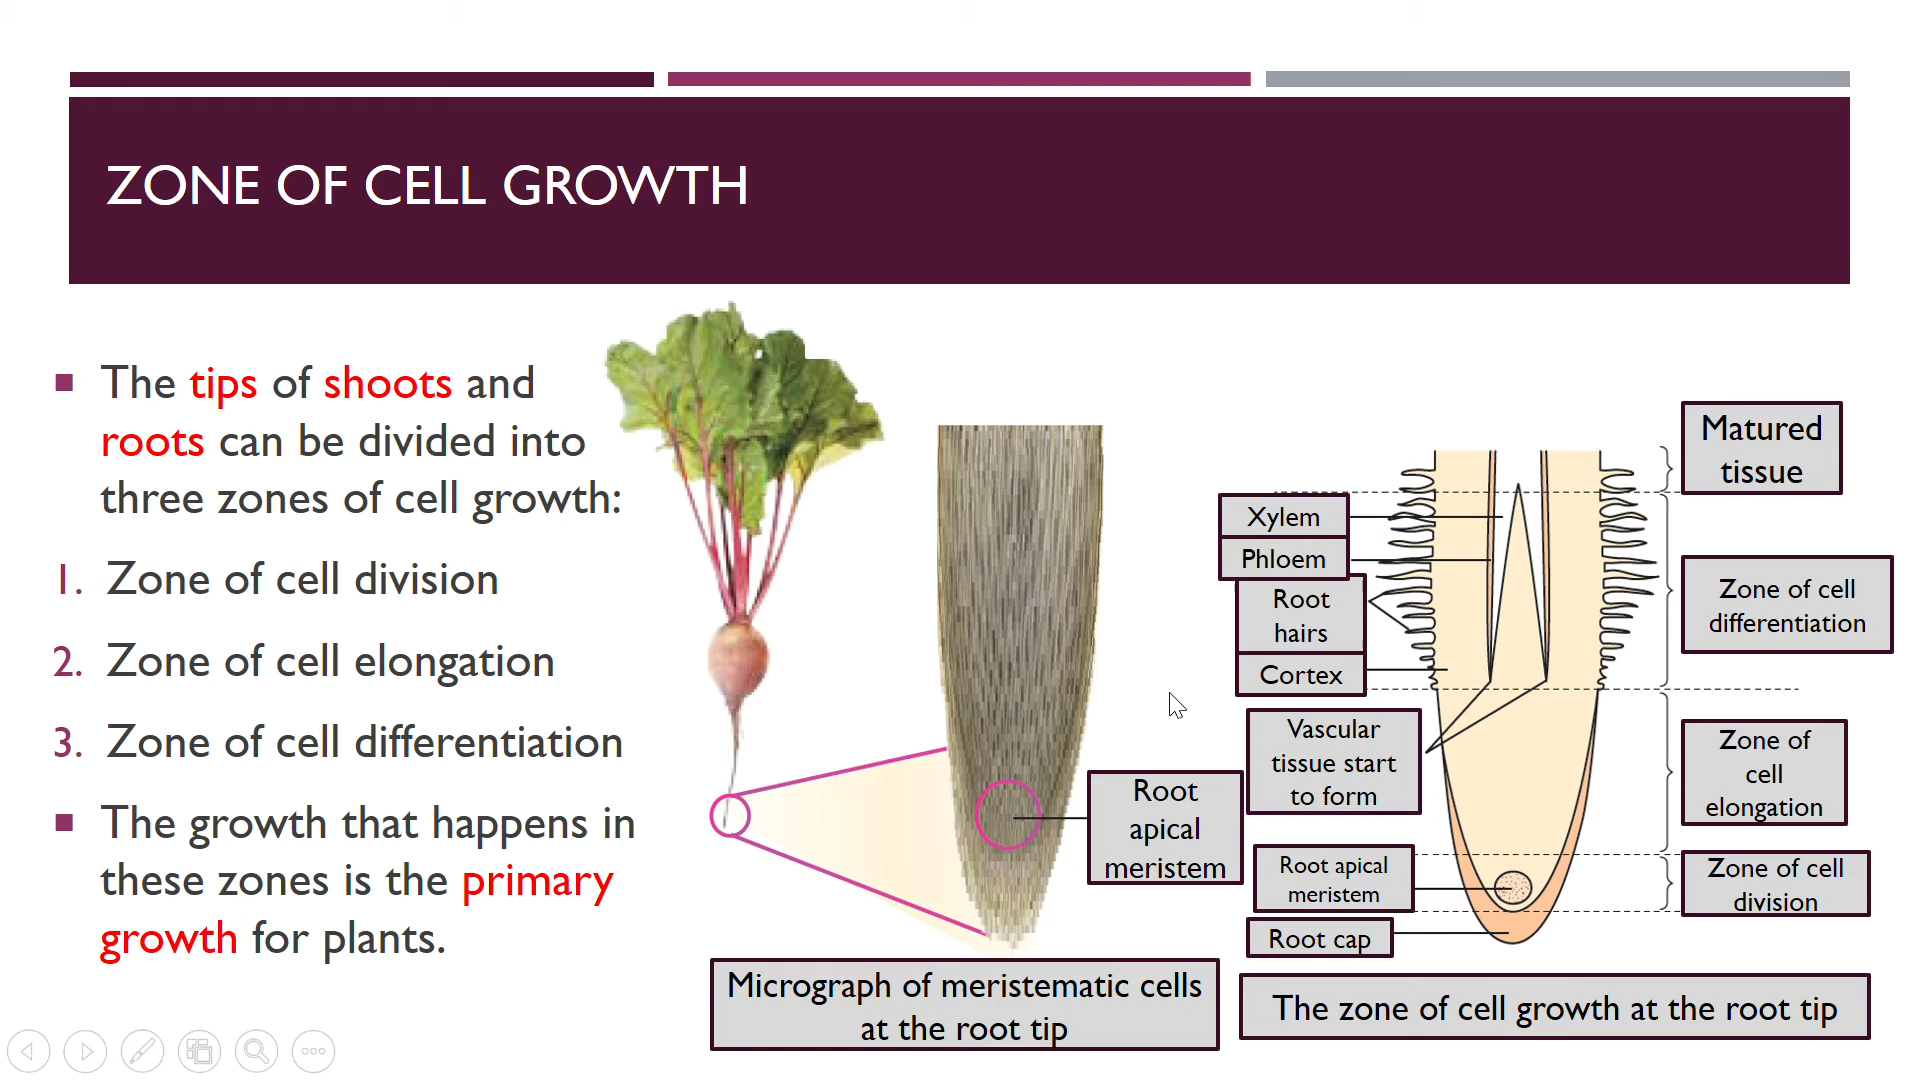 ZONE OF CELL GROWTH
▪ The tips of shoots and
roots can be divided into
three zones of cell growth:
1. Zone of cell division
2. Zone of cell elongation
3. Zone of cell differentiation
▪ The growth that happens in
these zones is the primary
growth for plants.
Root
apical
meristem
Micrograph of meristematic cells
at the root tip
Xylem
Phloem
Root
hairs
Cortex
Vascular
tissue start
to form
Root apical
meristem
Root cap
Matured
tissue
Zone of cell
differentiation
Zone of
cell
elongation
Zone of cell
division
The zone of cell growth at the root tip